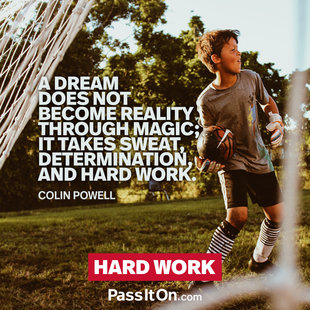 A DREAM
DOES NOT
BECOME REALITY
THROUGH MAGIC;
IT TAKES SWEAT,
DETERMINATION,
AND HARD WORK.
COLIN POWELL
HARD WORK
PassItOn.com